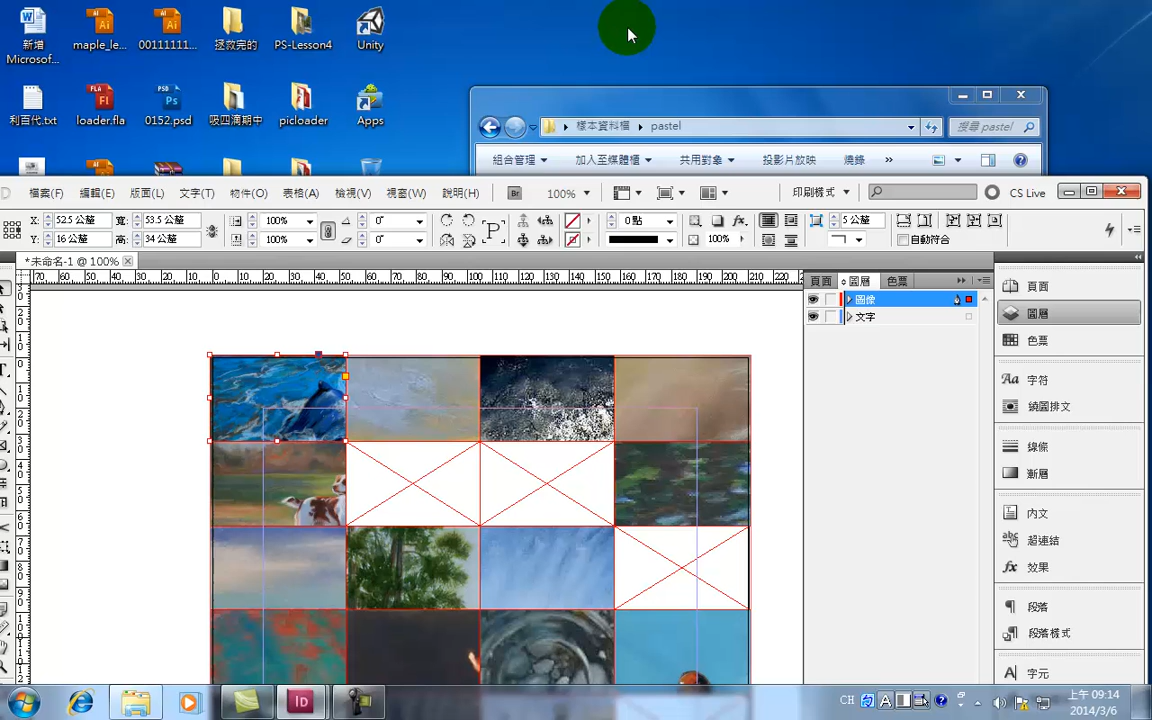 新增
Microsof...
maple_le...
00111111...
拯救完的
PS-Lesson4
Unity
利百代.txt
loader.fla
0152.psd
吸四滴期中
picloader
Apps
樣本資料檔 ▸ pastel
搜尋 pastel
組合管理 加入至媒體櫃 共用對象 投影片放映 燒錄 »
檔案(F) 編輯(E) 版面(L) 文字(T) 物件(O) 表格(A) 檢視(V) 視窗(W) 說明(H) Br 100% 印刷樣式 CS Live
X: 52.5 公釐 寬: 53.5 公釐 100% 0° 0 點 5 公釐
Y: 16 公釐 高: 34 公釐 100% 0° 100% 自動符合
*未命名-1 @ 100%
頁面 圖層 色票
圖像
文字
頁面
圖層
色票
字符
繞圖排文
線條
漸層
內文
超連結
效果
段落
段落樣式
字元
CH
上午 09:14
2014/3/6